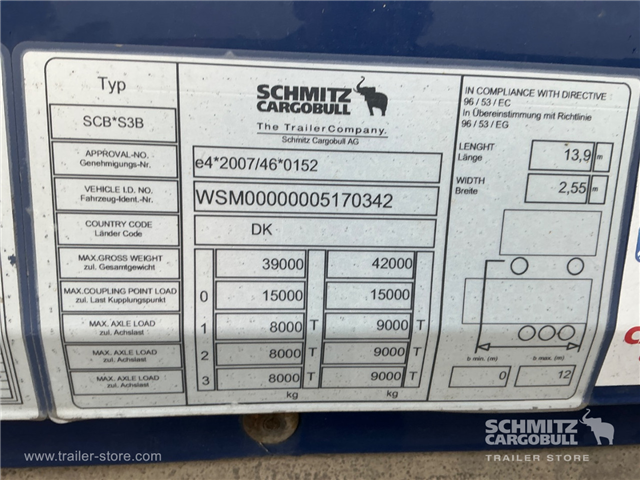 Typ
SCB*S3B
APPROVAL-NO.
Genehmigungs-Nr.
e4*2007/46*0152
VEHICLE I.D. NO.
Fahrzeug-Ident.-Nr.
WSM00000005170342
COUNTRY CODE
Länder Code
DK
MAX.GROSS WEIGHT
zul. Gesamtgewicht
39000 42000
MAX.COUPLING POINT LOAD
zul. Last Kupplungspunkt
0 15000 15000
MAX. AXLE LOAD
zul. Achslast
1 8000 T 9000 T
MAX. AXLE LOAD
zul. Achslast
2 8000 T 9000 T
MAX. AXLE LOAD
zul. Achslast
3 8000 T 9000 T
kg kg
SCHMITZ
CARGOBULL
The TrailerCompany.
Schmitz Cargobull AG
IN COMPLIANCE WITH DIRECTIVE
96 / 53 / EC
In Übereinstimmung mit Richtlinie
96 / 53 / EG
LENGHT
Länge
13,9 m
WIDTH
Breite
2,55 m
b min. (m) b max. (m)
0 12
www.trailer-store.com
SCHMITZ
CARGOBULL
TRAILER STORE